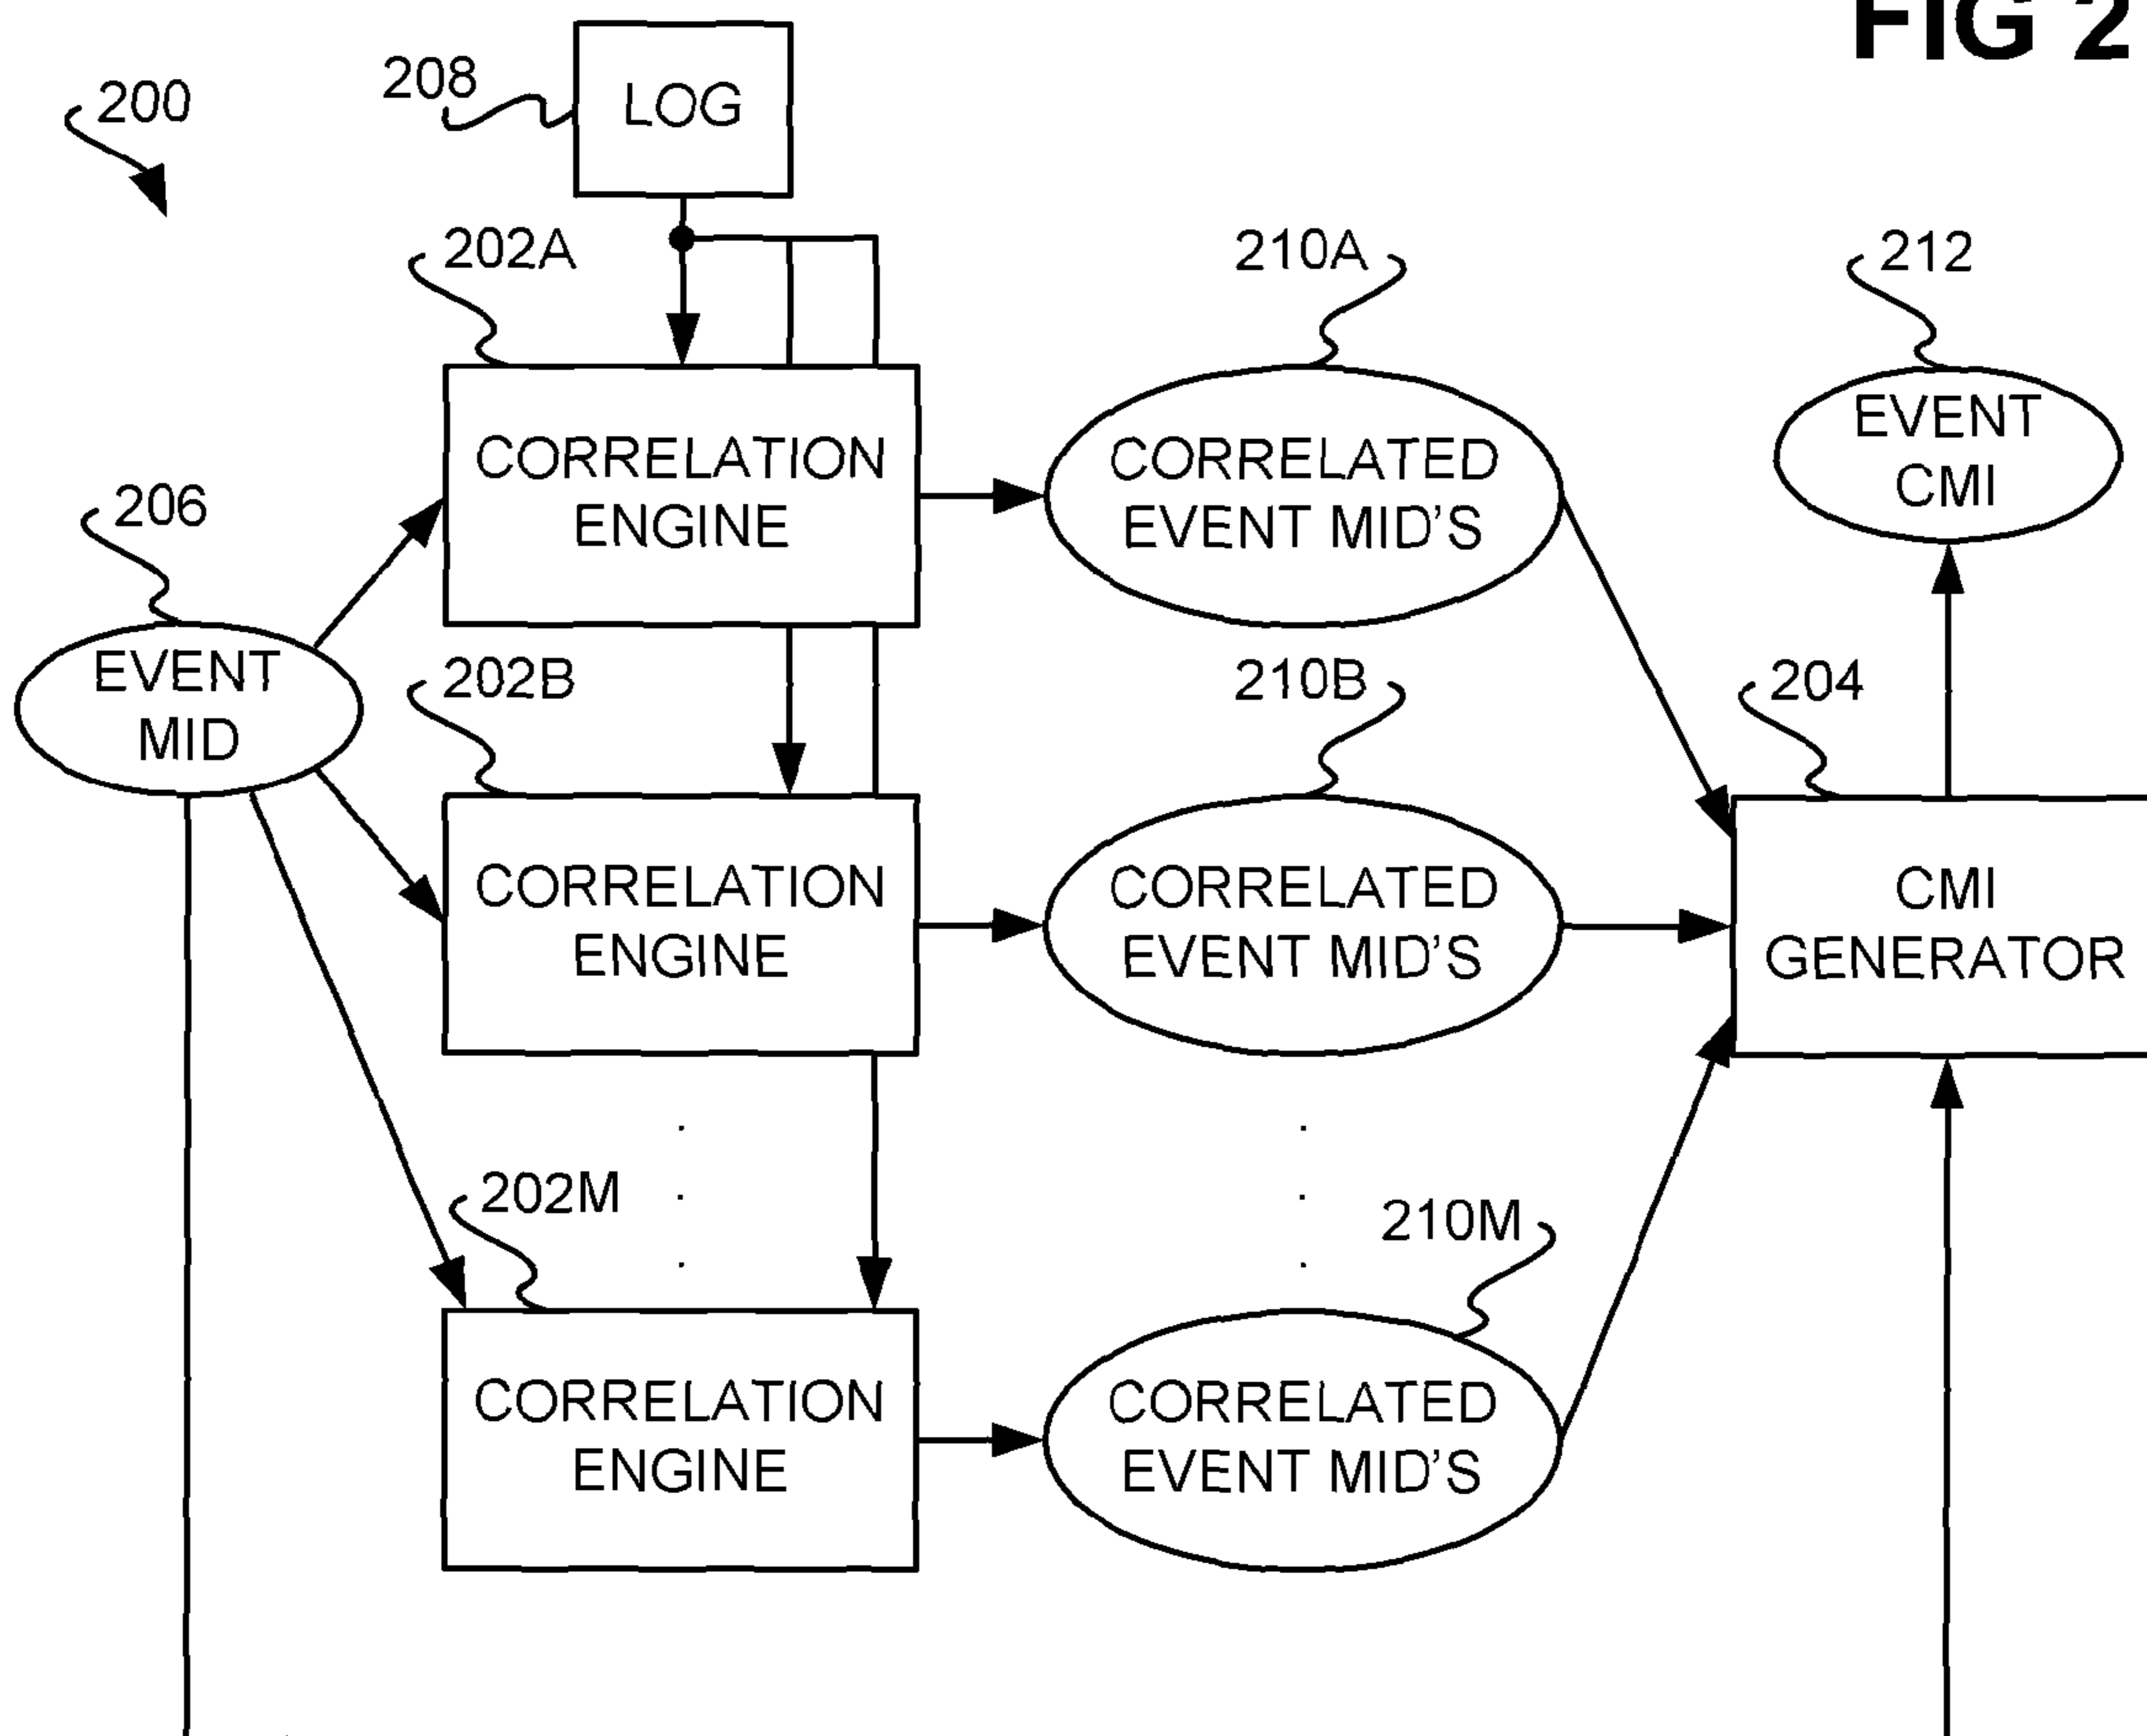 FIG 2
200
208
LOG
202A
210A
212
CORRELATION
ENGINE
CORRELATED
EVENT MID'S
EVENT
CMI
206
EVENT
MID
202B
210B
204
CORRELATION
ENGINE
CORRELATED
EVENT MID'S
CMI
GENERATOR
202M
.
.
.
.
.
.
210M
CORRELATION
ENGINE
CORRELATED
EVENT MID'S